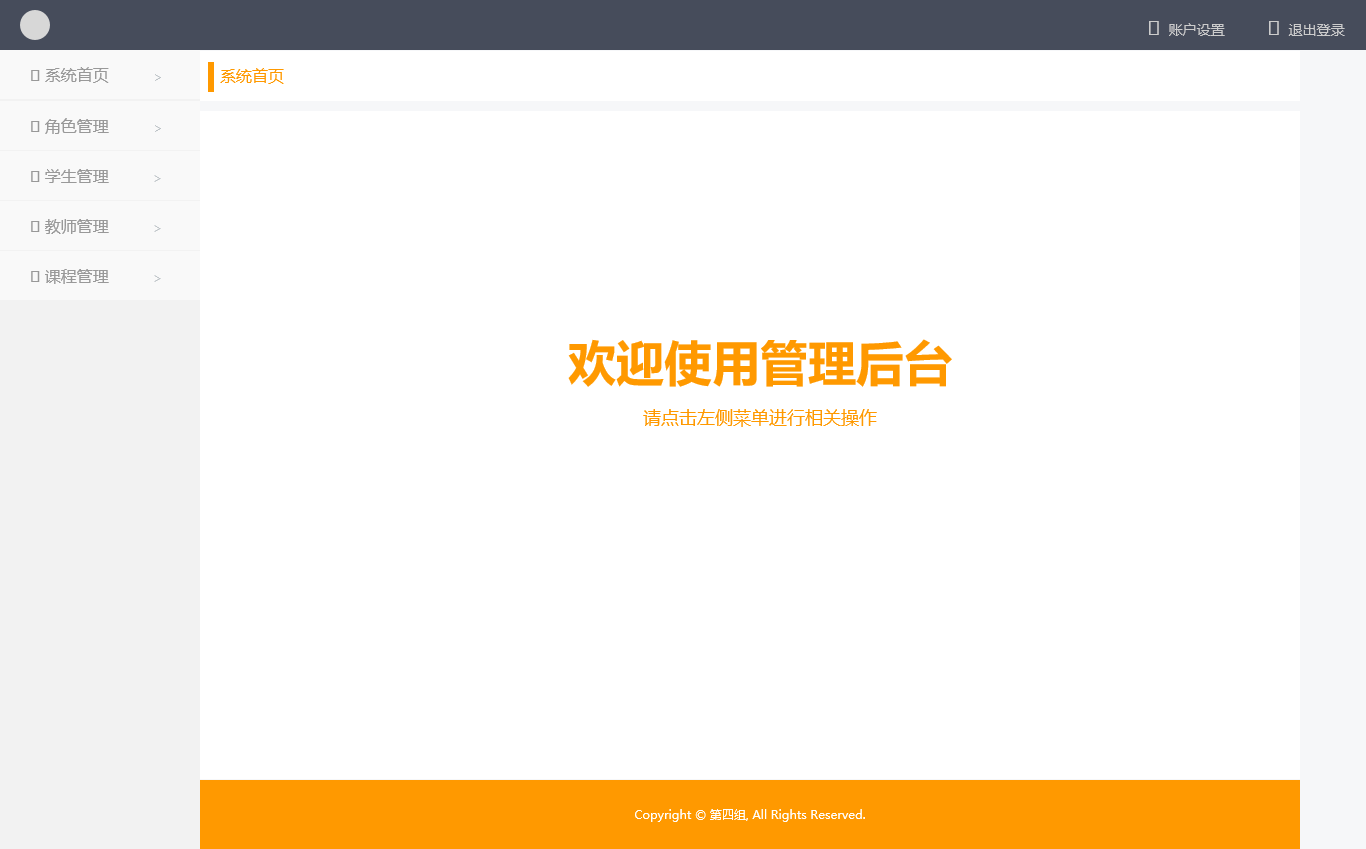 账户设置 退出登录
系统首页 >
角色管理 >
学生管理 >
教师管理 >
课程管理 >
系统首页
欢迎使用管理后台
请点击左侧菜单进行相关操作
Copyright © 第四组, All Rights Reserved.